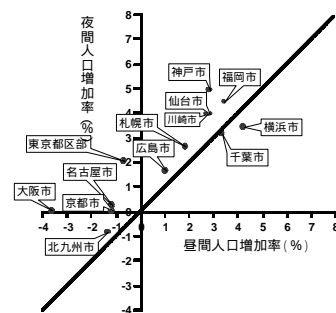 夜間人口増加率(%)
8
7
6
5
4
3
2
1
0
-1
-2
-3
-4
-4 -3 -2 -1 0 1 2 3 4 5 6 7 8
神戸市
福岡市
仙台市
札幌市
川崎市
横浜市
東京都区部
広島市
千葉市
名古屋市
大阪市
京都市
北九州市
昼間人口増加率(%)